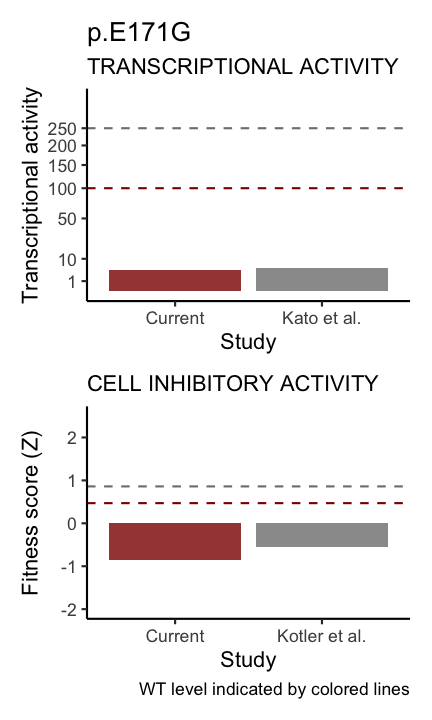 p.E171G
TRANSCRIPTIONAL ACTIVITY
Transcriptional activity
250
200
150
100
50
10
1
Current
Kato et al.
Study
CELL INHIBITORY ACTIVITY
Fitness score (Z)
2
1
0
-1
-2
Current
Kotler et al.
Study
WT level indicated by colored lines